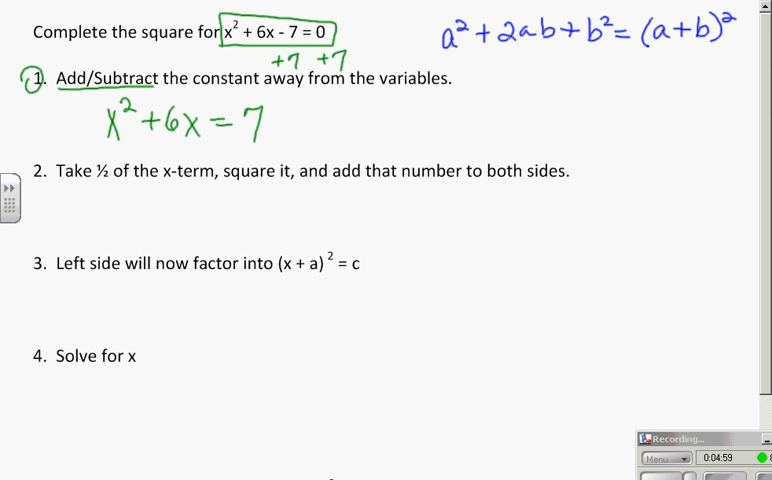 Complete the square for x² + 6x - 7 = 0
a² + 2ab + b² = (a+b)²
+7 +7
1. Add/Subtract the constant away from the variables.
x² + 6x = 7
2. Take ½ of the x-term, square it, and add that number to both sides.
3. Left side will now factor into (x + a)² = c
4. Solve for x
Recording...
Menu 0:04:59